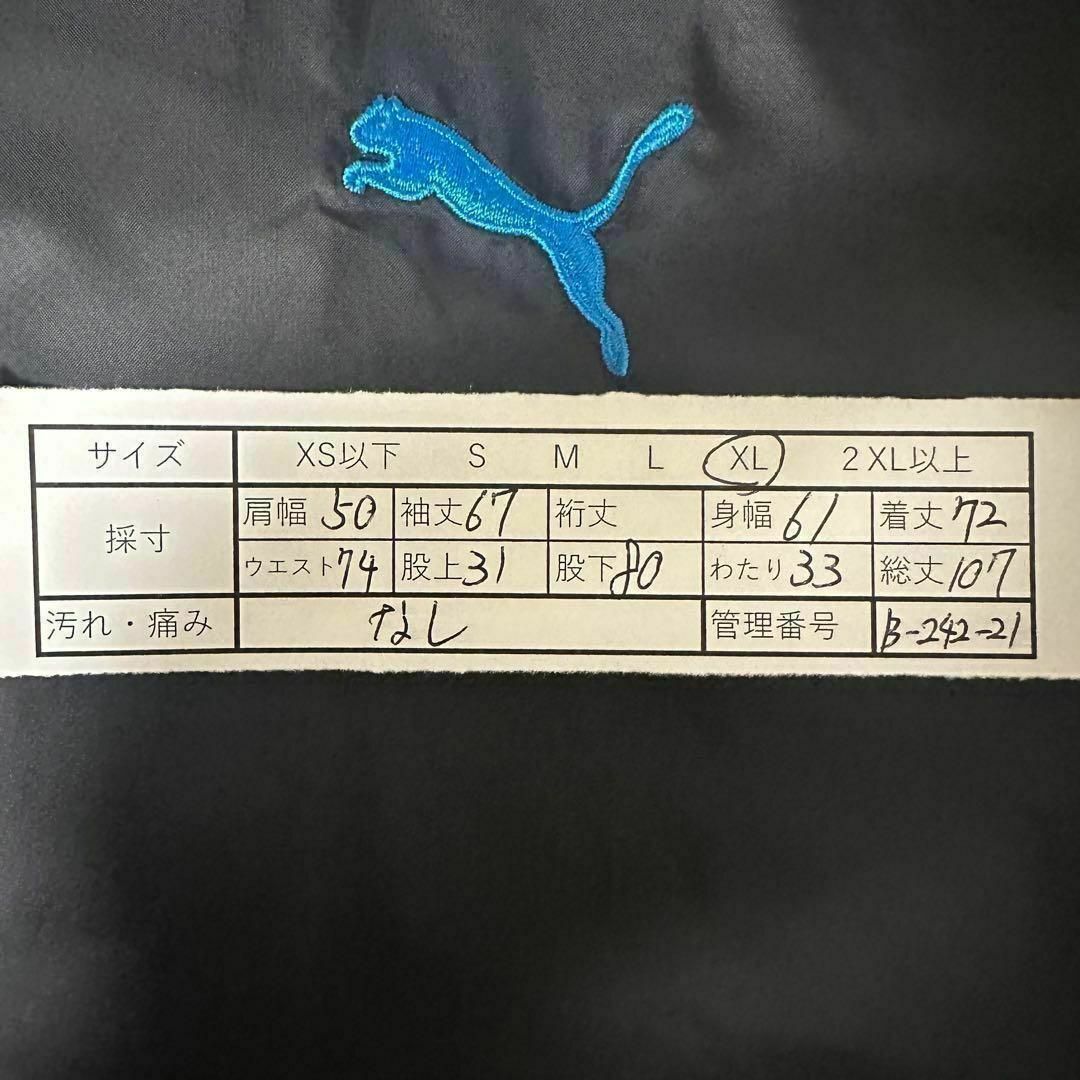 サイズ XS以下 S M L XL 2XL以上
採寸 肩幅 50 袖丈 67 裄丈 身幅 61 着丈 72
ウエスト 74 股上 31 股下 80 わたり 33 総丈 107
汚れ・痛み なし 管理番号 B-242-21